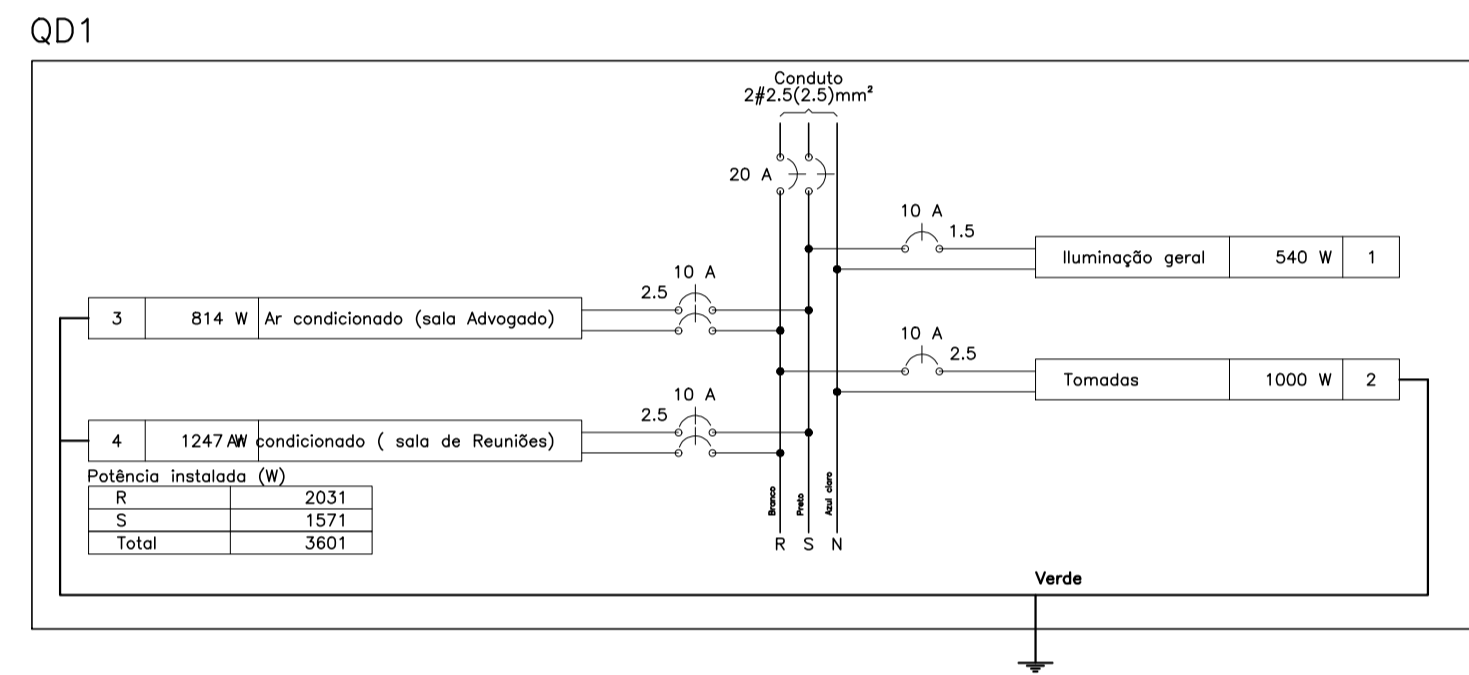 QD1
Conduto
2#2.5(2.5)mm²
20 A
10 A
1.5
Iluminação geral 540 W 1
10 A
2.5
3 814 W Ar condicionado (sala Advogado)
10 A
2.5
Tomadas 1000 W 2
10 A
2.5
4 1247 AW condicionado ( sala de Reuniões)
Potência instalada (W)
R 2031
S 1571
Total 3601
Branco
Preto
Azul claro
R S N
Verde